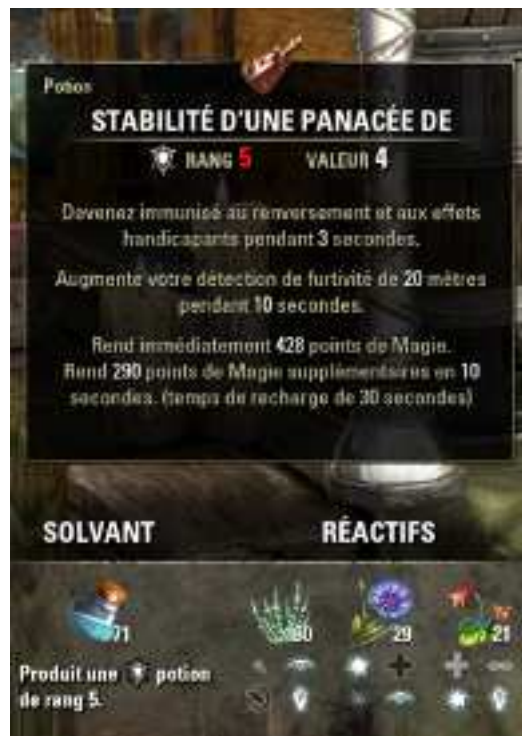 Potion
STABILITÉ D'UNE PANACÉE DE
RANG 5 VALEUR 4
Devenez immunisé au renversement et aux effets
handicapants pendant 3 secondes.
Augmente votre détection de furtivité de 20 mètres
pendant 10 secondes.
Rend immédiatement 428 points de Magie.
Rend 290 points de Magie supplémentaires en 10
secondes. (temps de recharge de 30 secondes)
SOLVANT RÉACTIFS
71 29 21
Produit une potion
de rang 5.